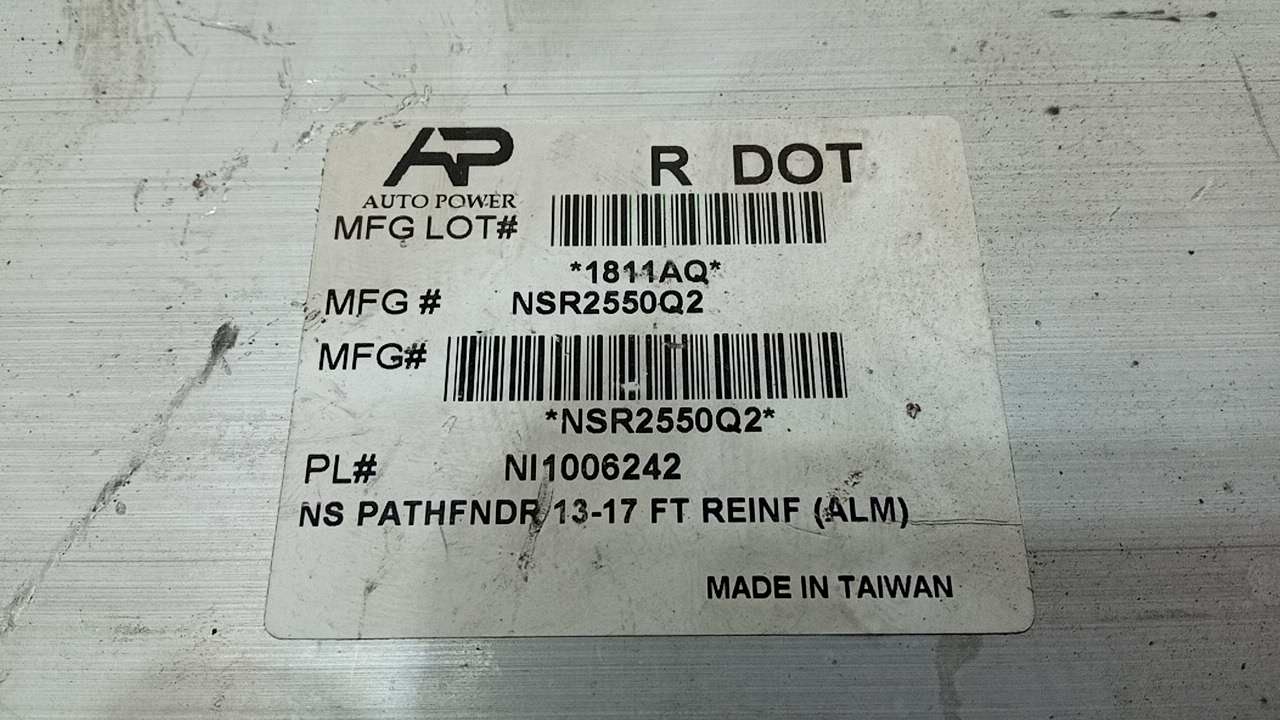 AP
R DOT
AUTO POWER
MFG LOT#
*1811AQ*
MFG # NSR2550Q2
MFG#
*NSR2550Q2*
PL# NI1006242
NS PATHFNDR 13-17 FT REINF (ALM)
MADE IN TAIWAN